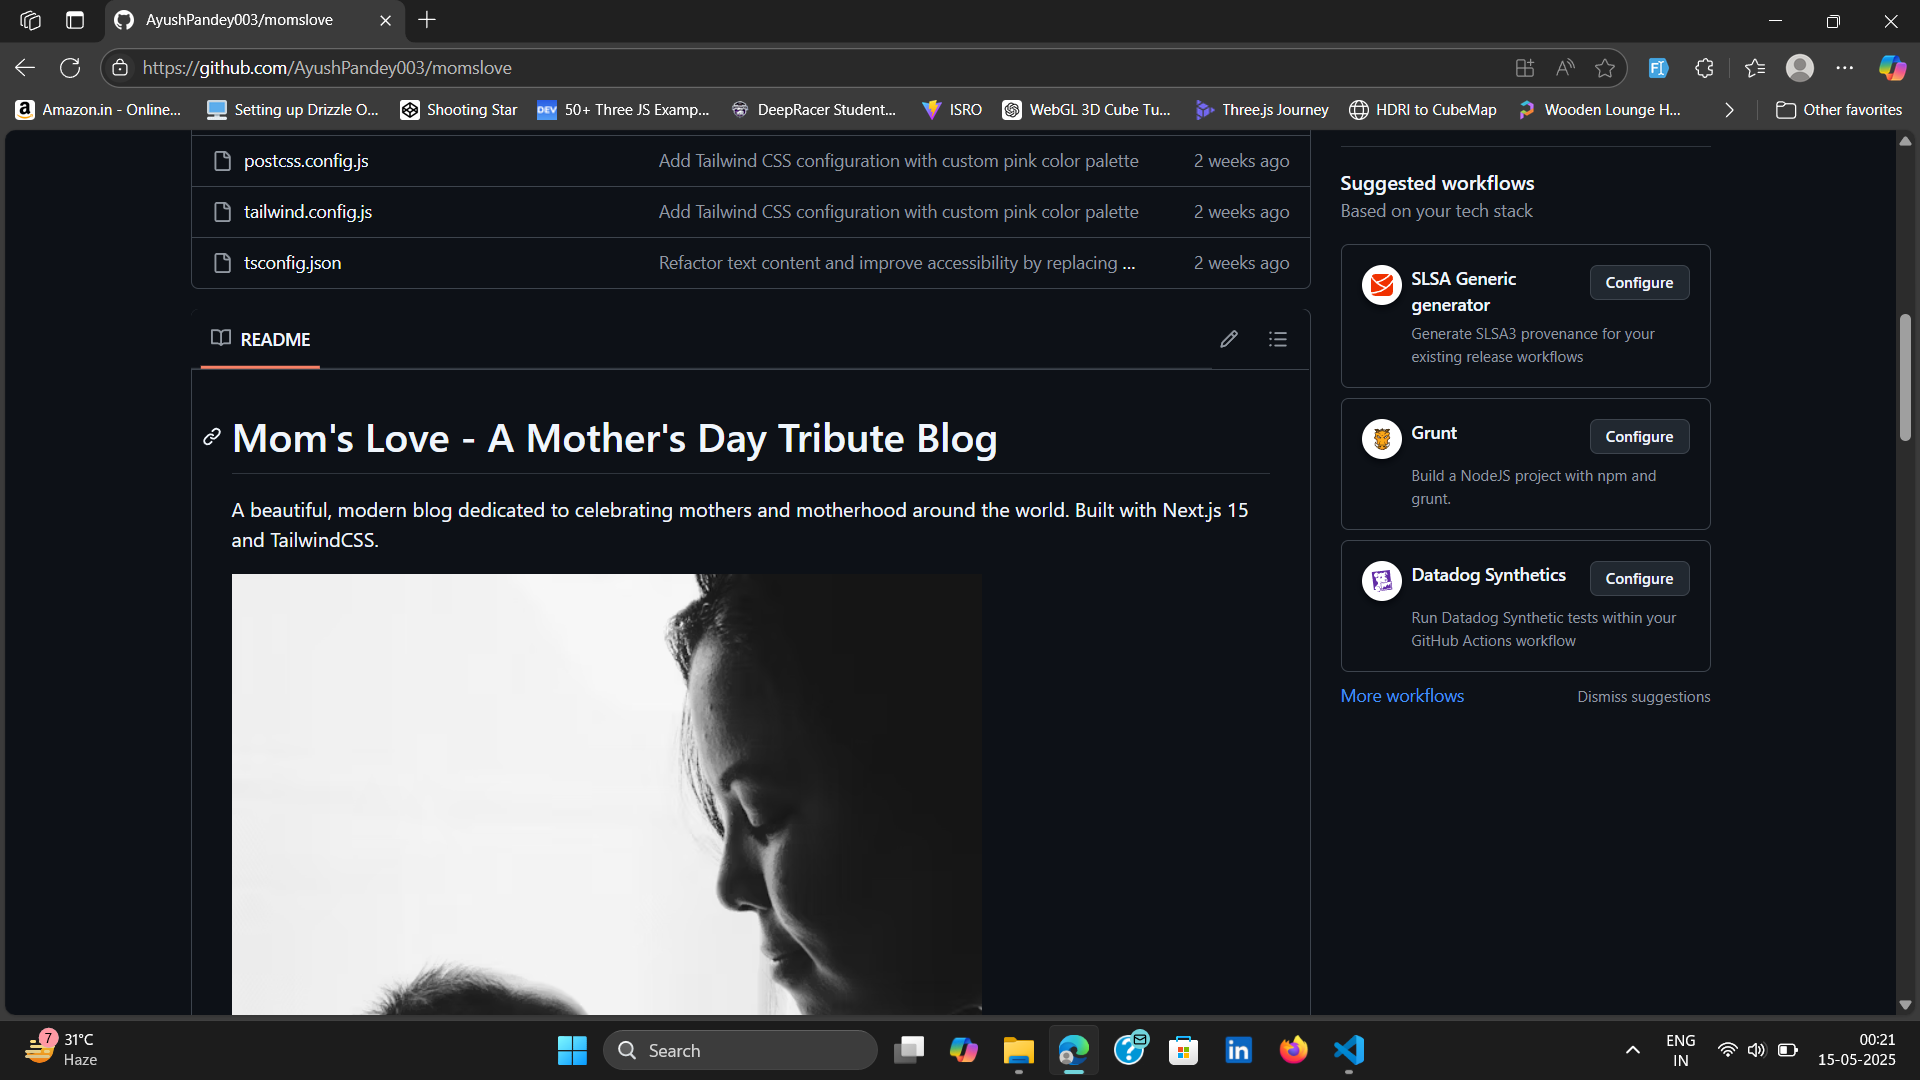 AyushPandey003/momslove
https://github.com/AyushPandey003/momslove
Amazon.in - Online...
Setting up Drizzle O...
Shooting Star
DEV
50+ Three JS Examp...
DeepRacer Student...
ISRO
WebGL 3D Cube Tu...
Three.js Journey
HDRI to CubeMap
Wooden Lounge H...
Other favorites
postcss.config.js
Add Tailwind CSS configuration with custom pink color palette
2 weeks ago
tailwind.config.js
Add Tailwind CSS configuration with custom pink color palette
2 weeks ago
tsconfig.json
Refactor text content and improve accessibility by replacing ...
2 weeks ago
README
Mom's Love - A Mother's Day Tribute Blog
A beautiful, modern blog dedicated to celebrating mothers and motherhood around the world. Built with Next.js 15
and TailwindCSS.
Suggested workflows
Based on your tech stack
SLSA Generic
generator
Configure
Generate SLSA3 provenance for your
existing release workflows
Grunt
Configure
Build a NodeJS project with npm and
grunt.
Datadog Synthetics
Configure
Run Datadog Synthetic tests within your
GitHub Actions workflow
More workflows
Dismiss suggestions
7
31°C
Haze
Search
ENG
IN
00:21
15-05-2025